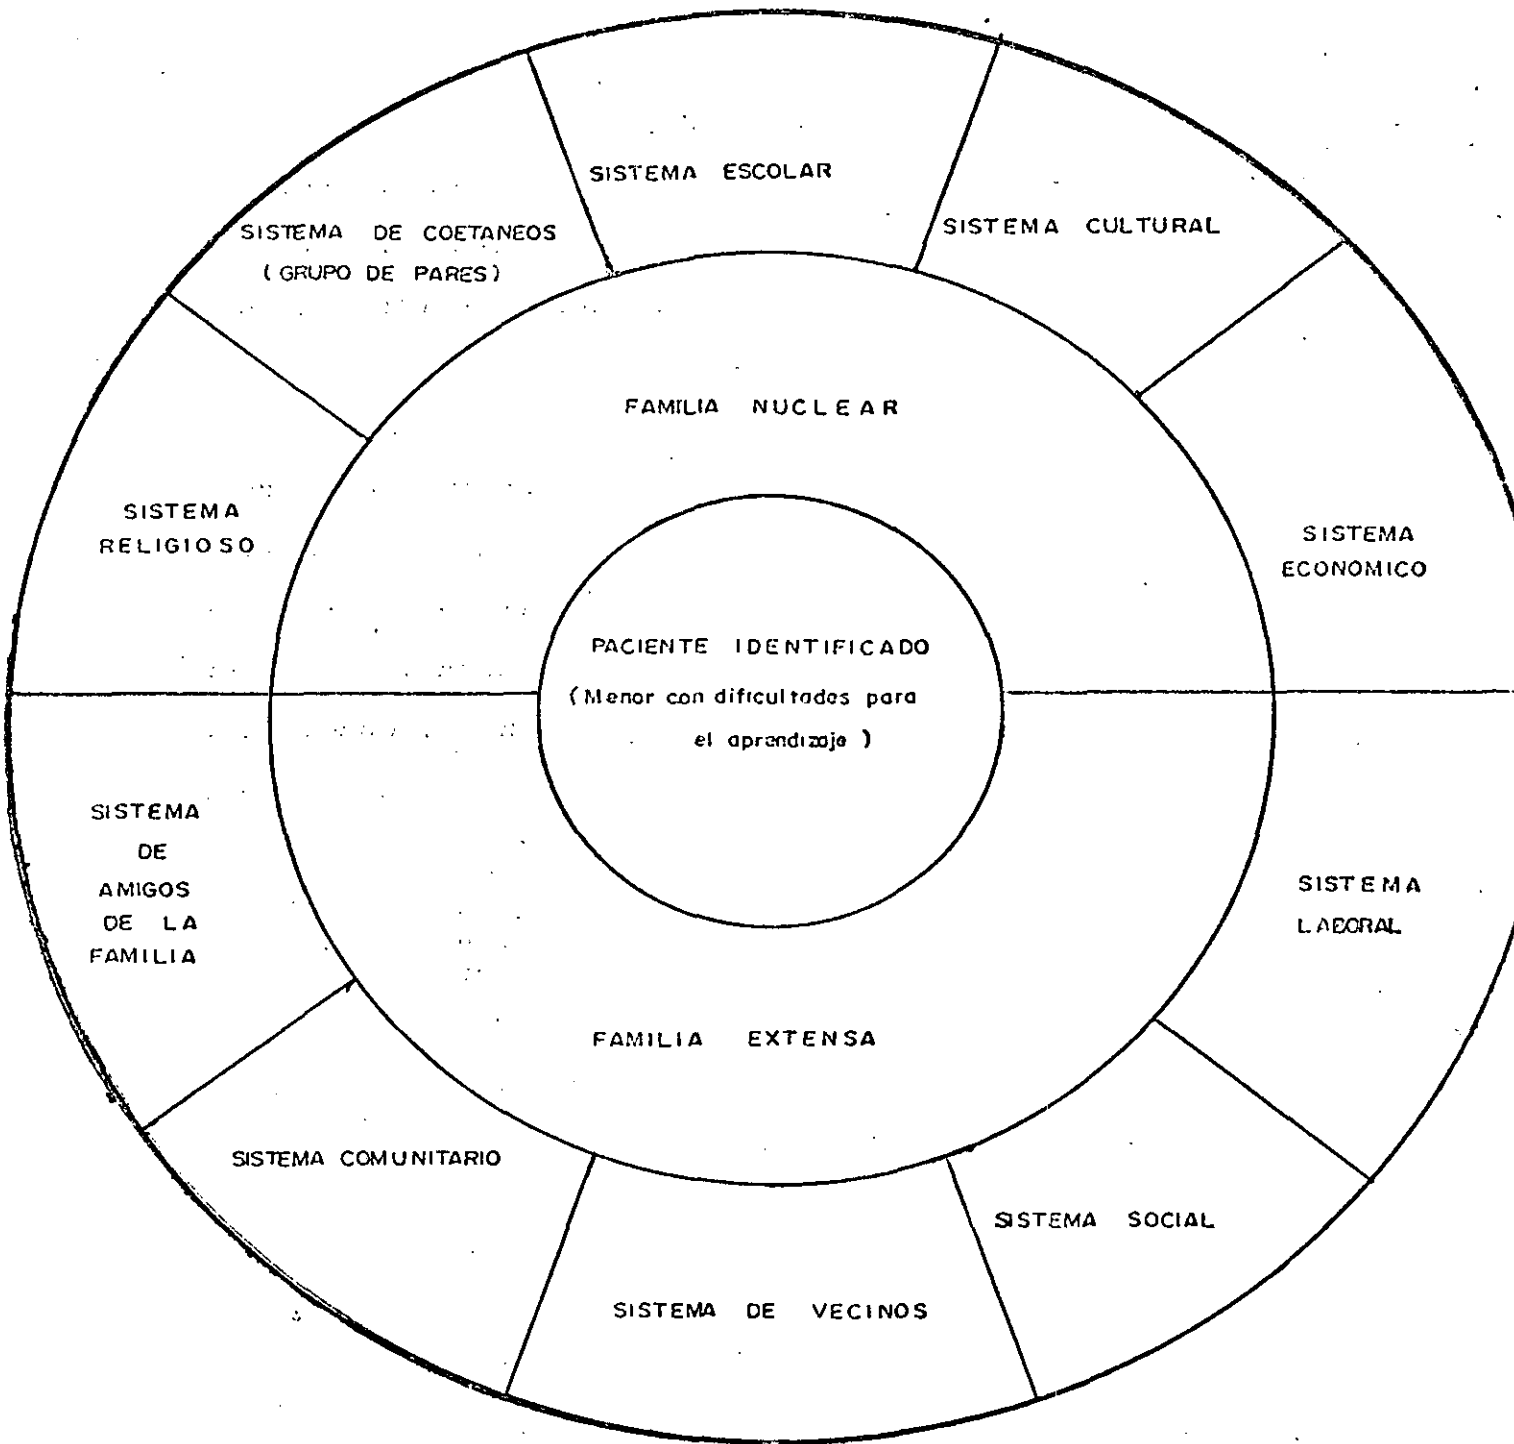 SISTEMA ESCOLAR
SISTEMA CULTURAL
SISTEMA DE COETANEOS
(GRUPO DE PARES)
FAMILIA NUCLEAR
SISTEMA
RELIGIOSO
SISTEMA
ECONOMICO
PACIENTE IDENTIFICADO
(Menor con dificultades para
el aprendizaje)
SISTEMA
DE
AMIGOS
DE LA
FAMILIA
SISTEMA
LABORAL
FAMILIA EXTENSA
SISTEMA COMUNITARIO
SISTEMA SOCIAL
SISTEMA DE VECINOS